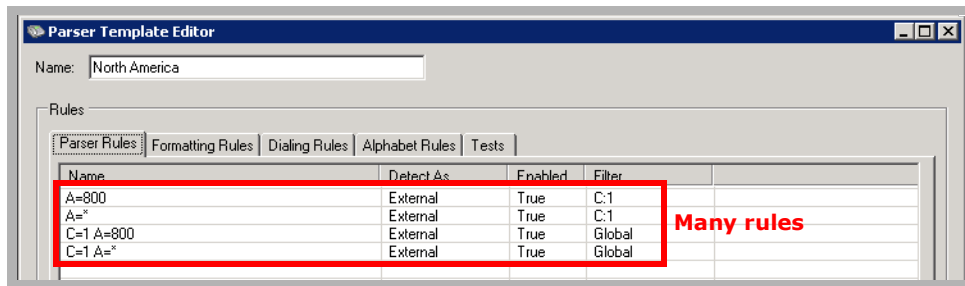 Parser Template Editor
Name: North America
Rules
Parser Rules Formatting Rules Dialing Rules Alphabet Rules Tests
Name Detect As Enabled Filter
A=800 External True C:1
A=* External True C:1
C=1 A=800 External True Global
C=1 A=* External True Global
Many rules